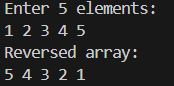 Enter 5 elements:
1 2 3 4 5
Reversed array:
5 4 3 2 1